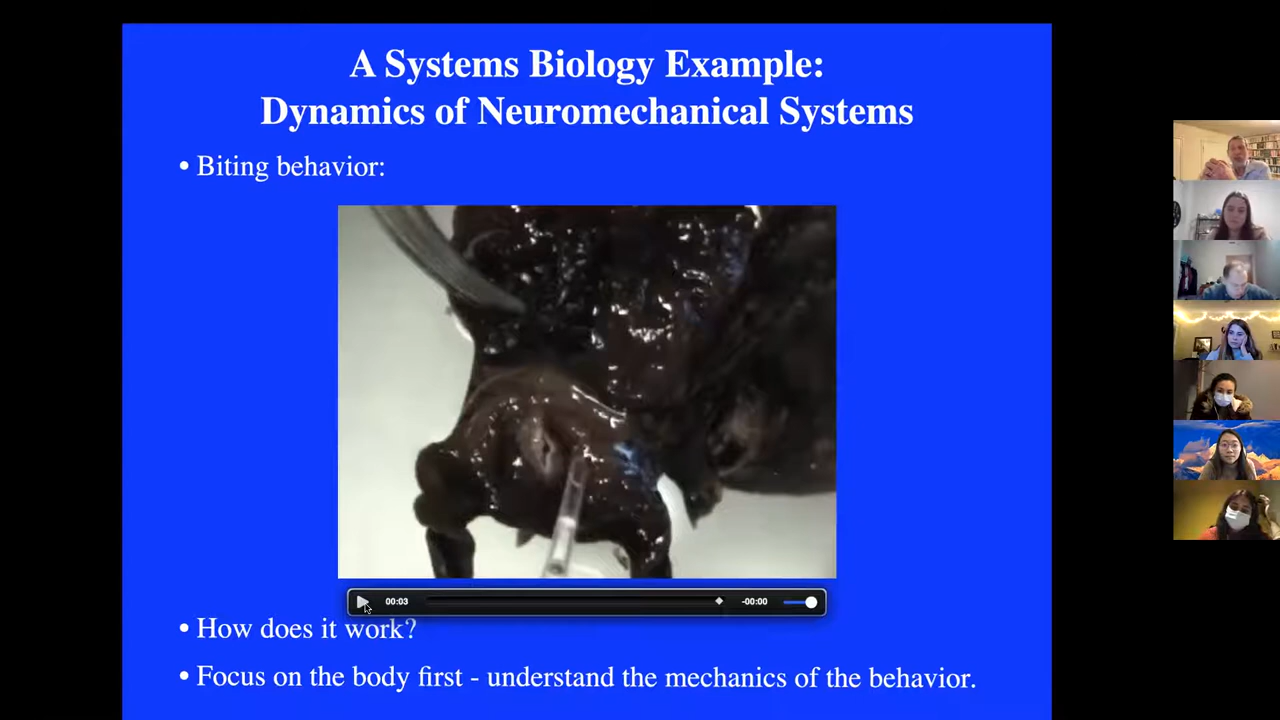 A Systems Biology Example:
Dynamics of Neuromechanical Systems
• Biting behavior:
00:03
-00:00
• How does it work?
• Focus on the body first - understand the mechanics of the behavior.